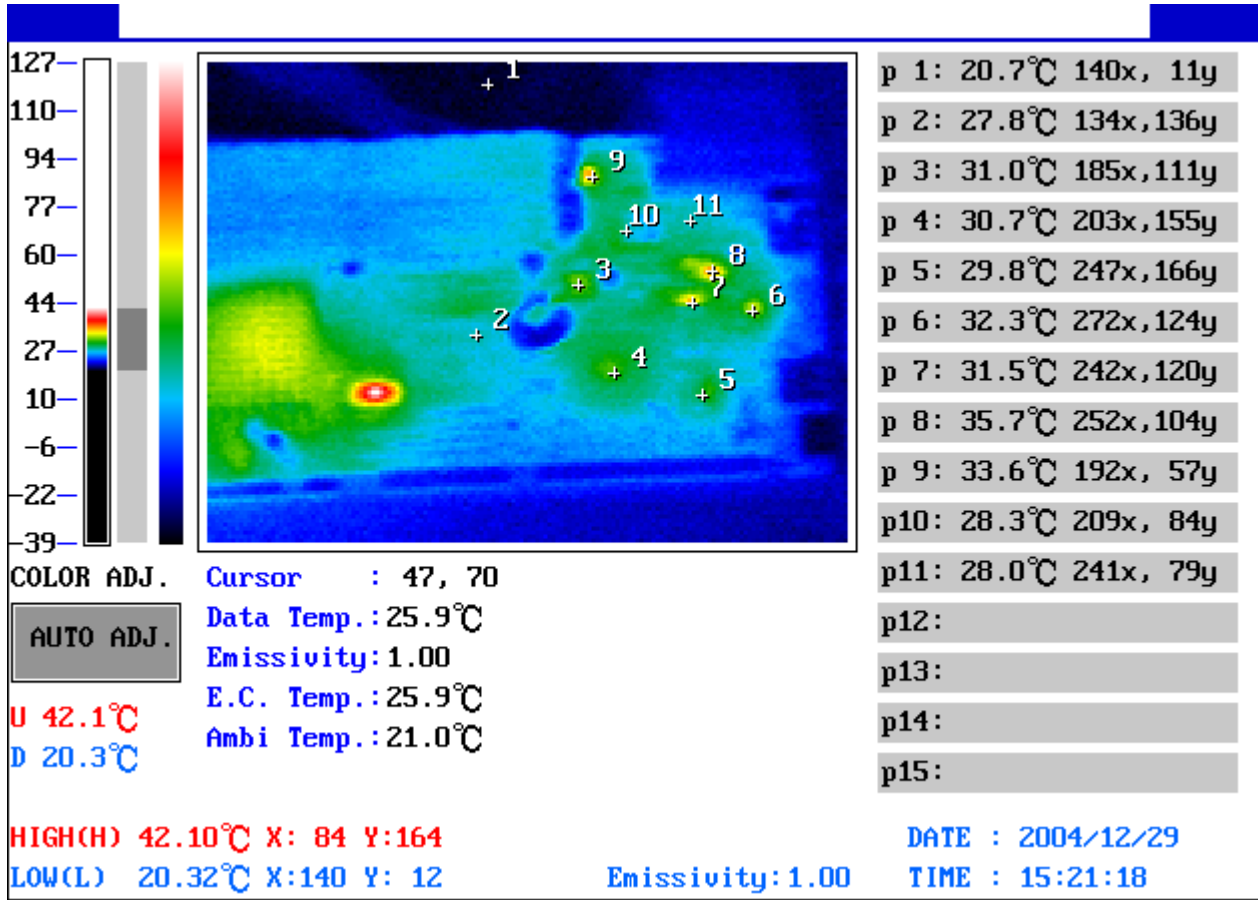 127
110
94
77
60
44
27
10
-6
-22
-39
1
9
10
11
8
3
7
6
2
4
5
p 1: 20.7℃ 140x, 11y
p 2: 27.8℃ 134x,136y
p 3: 31.0℃ 185x,111y
p 4: 30.7℃ 203x,155y
p 5: 29.8℃ 247x,166y
p 6: 32.3℃ 272x,124y
p 7: 31.5℃ 242x,120y
p 8: 35.7℃ 252x,104y
p 9: 33.6℃ 192x, 57y
p10: 28.3℃ 209x, 84y
p11: 28.0℃ 241x, 79y
p12:
p13:
p14:
p15:
COLOR ADJ.
AUTO ADJ.
U 42.1℃
D 20.3℃
Cursor : 47, 70
Data Temp.:25.9℃
Emissivity:1.00
E.C. Temp.:25.9℃
Ambi Temp.:21.0℃
HIGH(H) 42.10℃ X: 84 Y:164
LOW(L) 20.32℃ X:140 Y: 12
Emissivity:1.00
DATE : 2004/12/29
TIME : 15:21:18